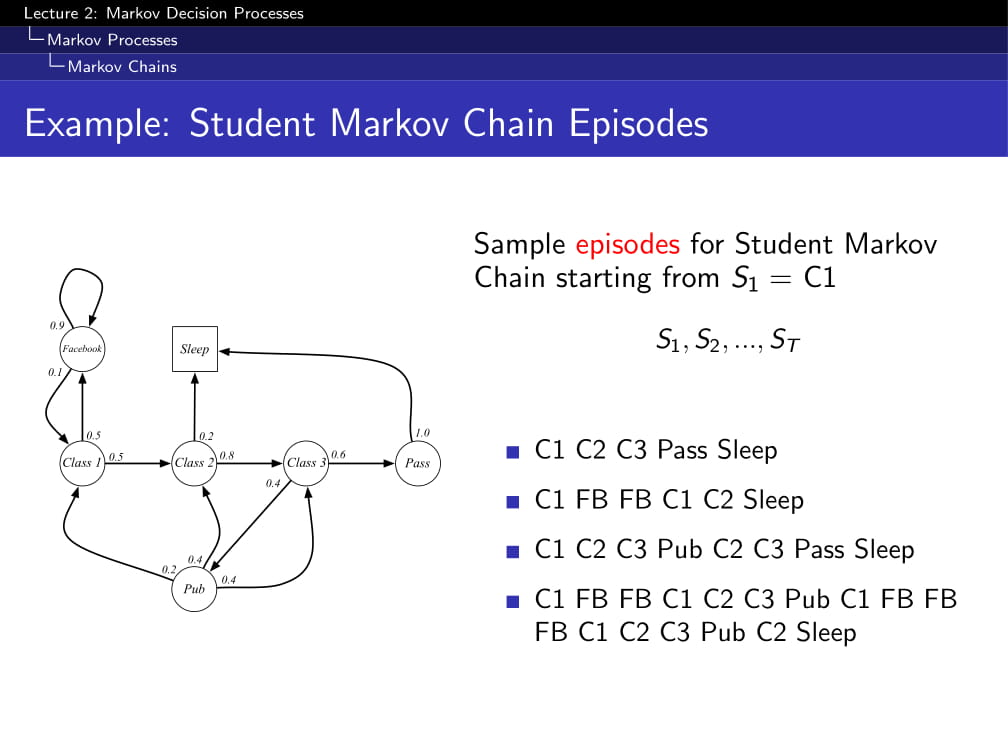 Lecture 2: Markov Decision Processes
Markov Processes
Markov Chains
Example: Student Markov Chain Episodes
Sample episodes for Student Markov
Chain starting from S₁ = C1
S₁, S₂, ..., S_T
0.9
Facebook
0.1
Sleep
0.5
Class 1
0.5
0.2
Class 2
0.8
Class 3
0.6
0.4
1.0
Pass
0.2
0.4
Pub
0.4
C1 C2 C3 Pass Sleep
C1 FB FB C1 C2 Sleep
C1 C2 C3 Pub C2 C3 Pass Sleep
C1 FB FB C1 C2 C3 Pub C1 FB FB
FB C1 C2 C3 Pub C2 Sleep